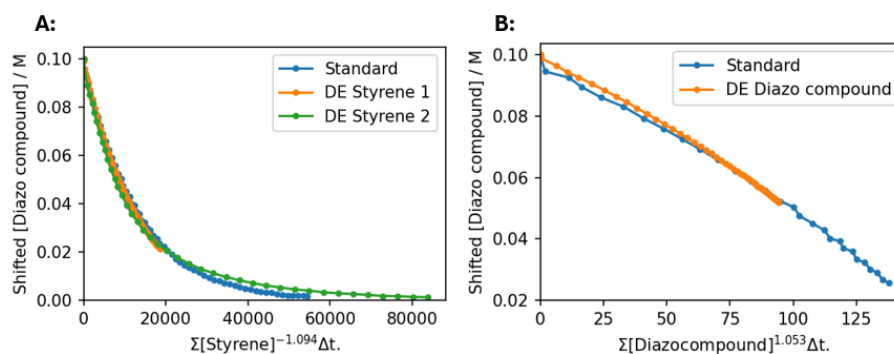 A:
Shifted [Diazo compound] / M
0.10
0.08
0.06
0.04
0.02
0.00
Standard
DE Styrene 1
DE Styrene 2
0 20000 40000 60000 80000
Σ[Styrene]⁻¹·⁰⁹⁴Δt.
B:
Shifted [Diazo compound] / M
0.10
0.08
0.06
0.04
0.02
Standard
DE Diazo compound
0 25 50 75 100 125
Σ[Diazocompound]¹·⁰⁵³Δt.